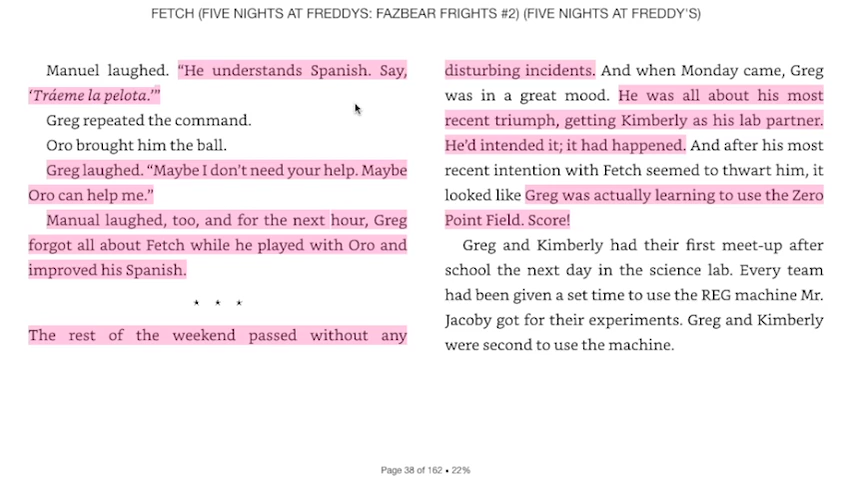 FETCH (FIVE NIGHTS AT FREDDYS: FAZBEAR FRIGHTS #2) (FIVE NIGHTS AT FREDDY'S)
Manuel laughed. “He understands Spanish. Say,
‘Tráeme la pelota.’”
Greg repeated the command.
Oro brought him the ball.
Greg laughed. “Maybe I don't need your help. Maybe
Oro can help me.”
Manual laughed, too, and for the next hour, Greg
forgot all about Fetch while he played with Oro and
improved his Spanish.
* * *
The rest of the weekend passed without any
disturbing incidents. And when Monday came, Greg
was in a great mood. He was all about his most
recent triumph, getting Kimberly as his lab partner.
He'd intended it; it had happened. And after his most
recent intention with Fetch seemed to thwart him, it
looked like Greg was actually learning to use the Zero
Point Field. Score!
Greg and Kimberly had their first meet-up after
school the next day in the science lab. Every team
had been given a set time to use the REG machine Mr.
Jacoby got for their experiments. Greg and Kimberly
were second to use the machine.
Page 38 of 162 • 22%